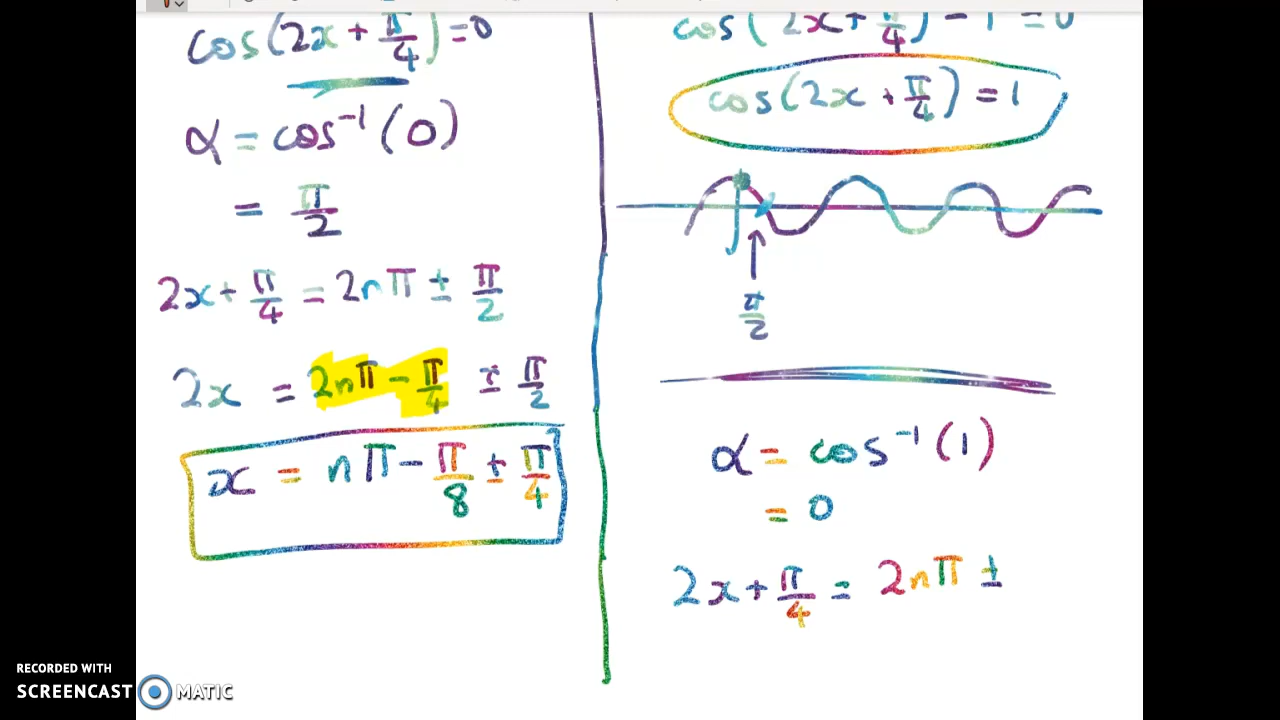 cos(2x + π/4) = 0
α = cos⁻¹(0)
= π/2
2x + π/4 = 2nπ ± π/2
2x = 2nπ - π/4 ± π/2
x = nπ - π/8 ± π/4
cos(2x + π/4) - 1 = 0
cos(2x + π/4) = 1
π/2
α = cos⁻¹(1)
= 0
2x + π/4 = 2nπ ±
RECORDED WITH
SCREENCAST MATIC